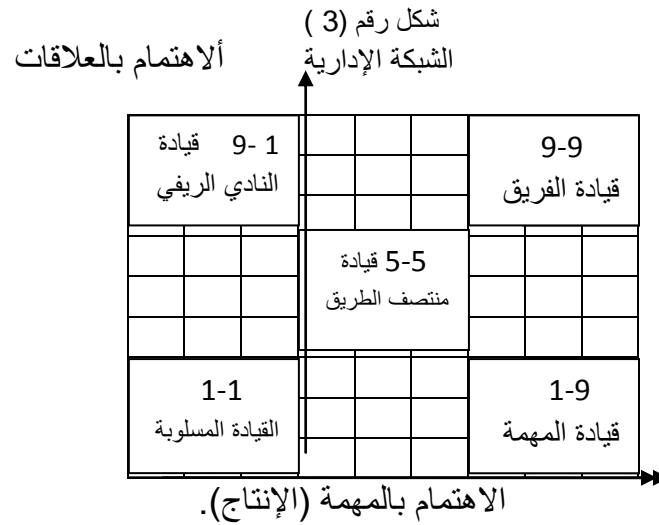 شكل رقم (3 )
الشبكة الإدارية
ألاهتمام بالعلاقات
9- 1 قيادة
النادي الريفي
9-9
قيادة الفريق
5-5 قيادة
منتصف الطريق
1-1
القيادة المسلوبة
1-9
قيادة المهمة
الاهتمام بالمهمة (الإنتاج).